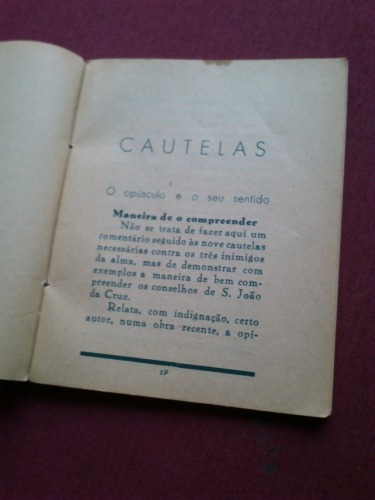 CAUTELAS
O opúsculo e o seu sentido
Maneira de o compreender
Não se trata de fazer aqui um
comentário seguido às nove cautelas
necessárias contra os três inimigos
da alma, mas de demonstrar com
exemplos a maneira de bem com-
preender os conselhos de S. João
da Cruz.
Relata, com indignação, certo
autor, numa obra recente, a opi-